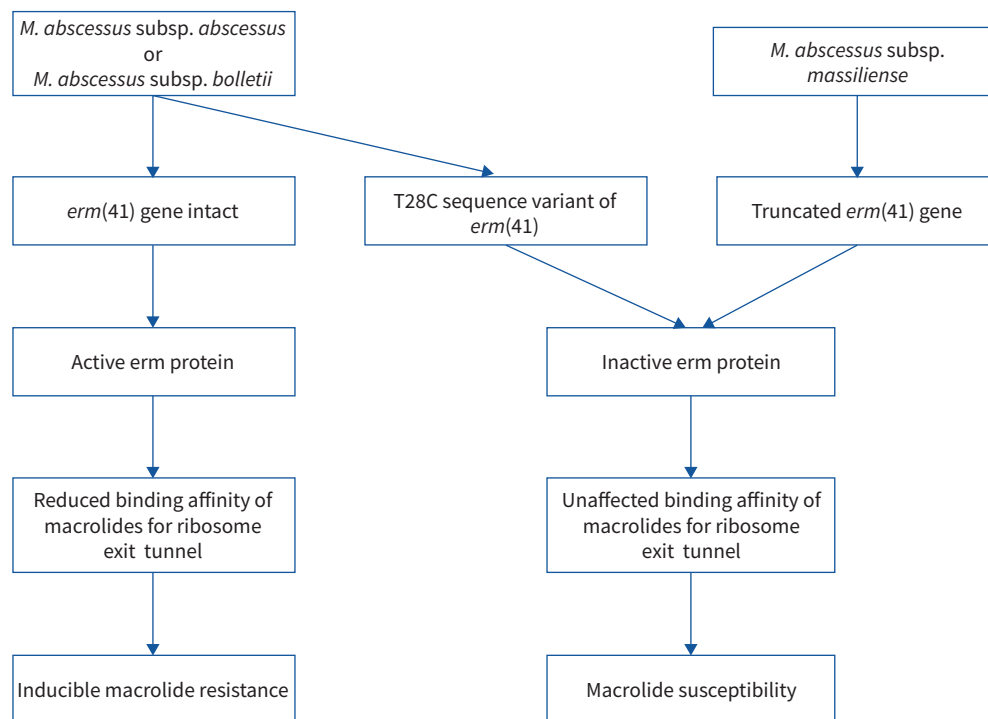 M. abscessus subsp. abscessus
or
M. abscessus subsp. bolletii
M. abscessus subsp.
massiliense
erm(41) gene intact
T28C sequence variant of
erm(41)
Truncated erm(41) gene
Active erm protein
Inactive erm protein
Reduced binding affinity of
macrolides for ribosome
exit tunnel
Unaffected binding affinity of
macrolides for ribosome
exit tunnel
Inducible macrolide resistance
Macrolide susceptibility